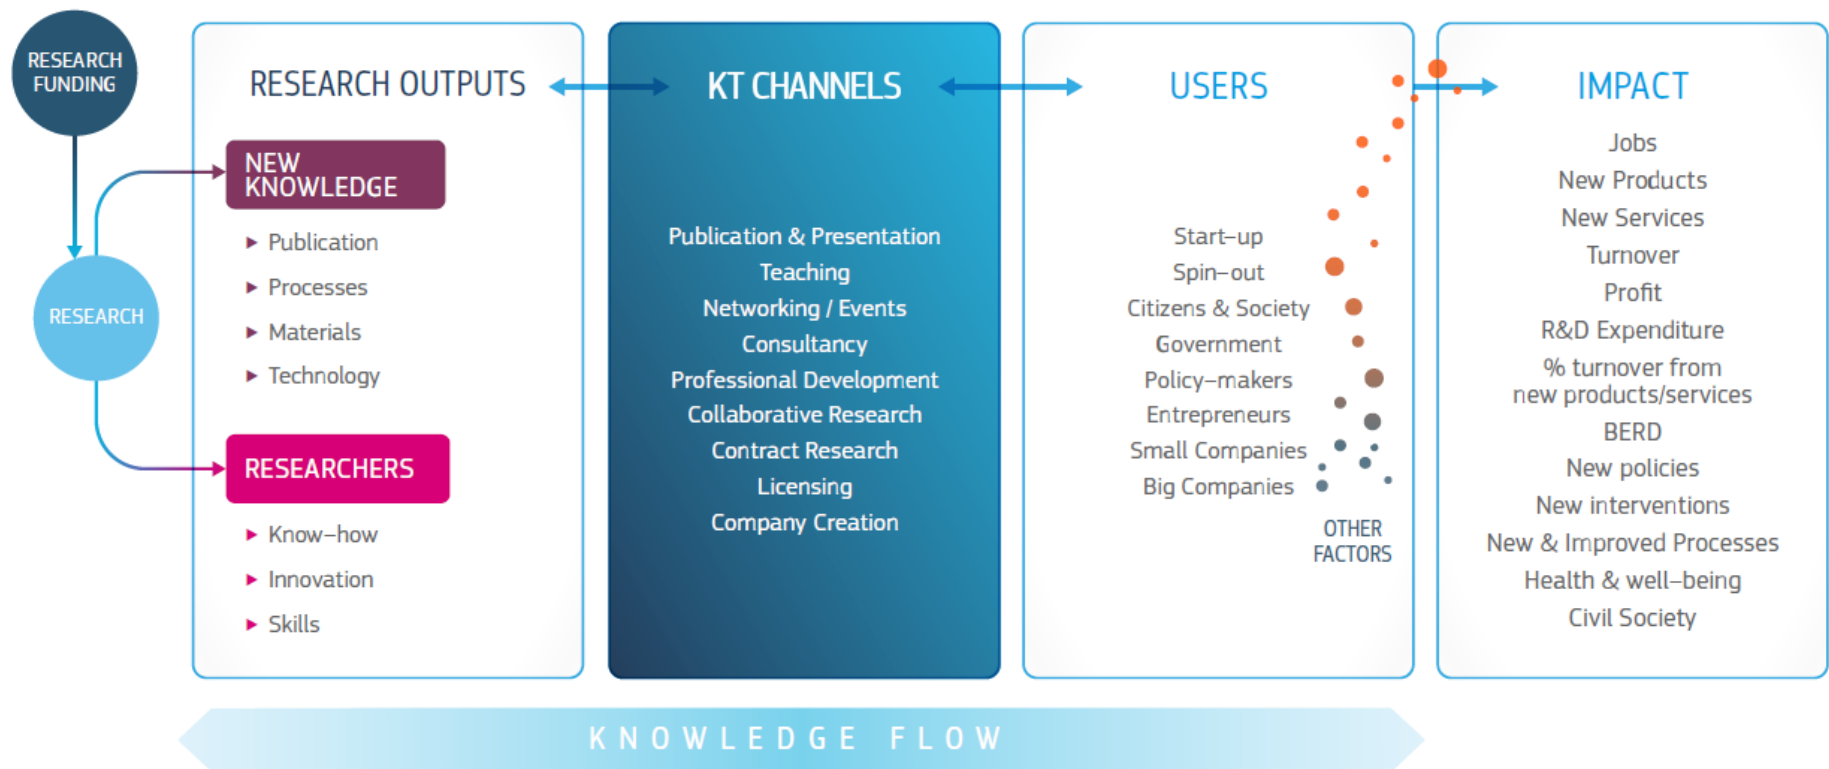 RESEARCH
FUNDING
RESEARCH
RESEARCH OUTPUTS
NEW
KNOWLEDGE
Publication
Processes
Materials
Technology
RESEARCHERS
Know–how
Innovation
Skills
KT CHANNELS
Publication & Presentation
Teaching
Networking / Events
Consultancy
Professional Development
Collaborative Research
Contract Research
Licensing
Company Creation
USERS
Start–up
Spin–out
Citizens & Society
Government
Policy–makers
Entrepreneurs
Small Companies
Big Companies
OTHER
FACTORS
IMPACT
Jobs
New Products
New Services
Turnover
Profit
R&D Expenditure
% turnover from
new products/services
BERD
New policies
New interventions
New & Improved Processes
Health & well–being
Civil Society
KNOWLEDGE FLOW